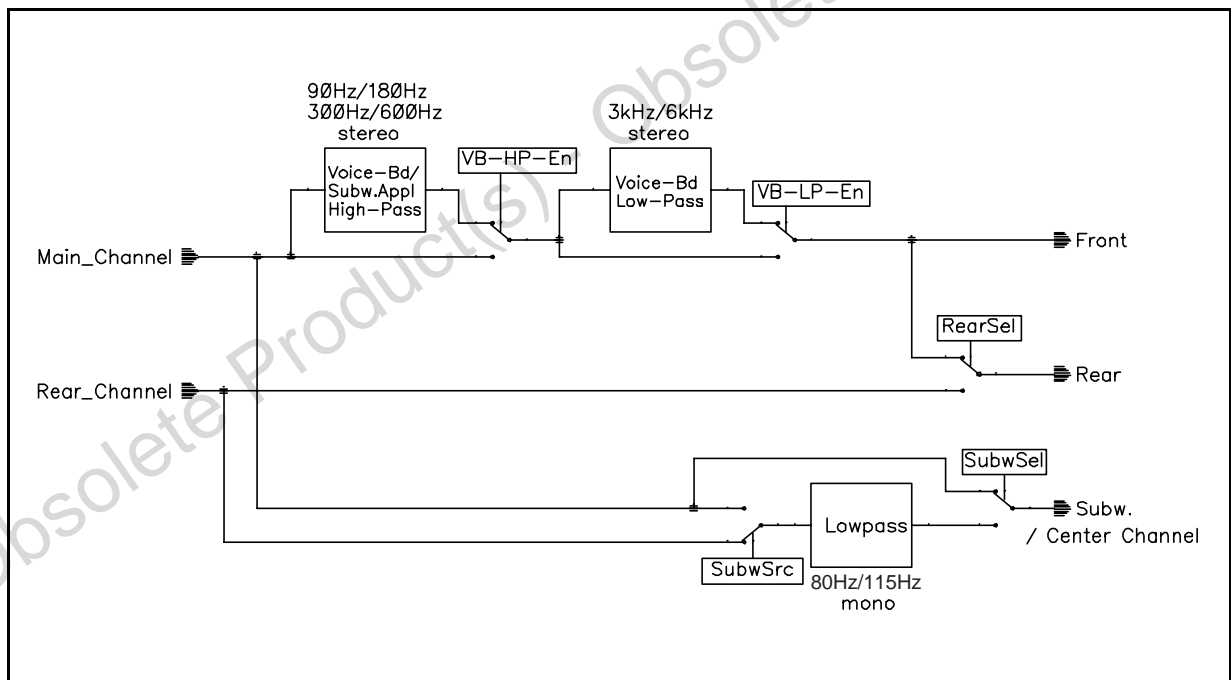 90Hz/180Hz
300Hz/600Hz
stereo
Voice-Bd/
Subw.Appl
High-Pass
VB-HP-En
3kHz/6kHz
stereo
Voice-Bd
Low-Pass
VB-LP-En
Main_Channel
Front
RearSel
Rear_Channel
Rear
SubwSel
Subw.
/ Center Channel
Lowpass
SubwSrc
80Hz/115Hz
mono
Obsolete Product(s) - Obsolete